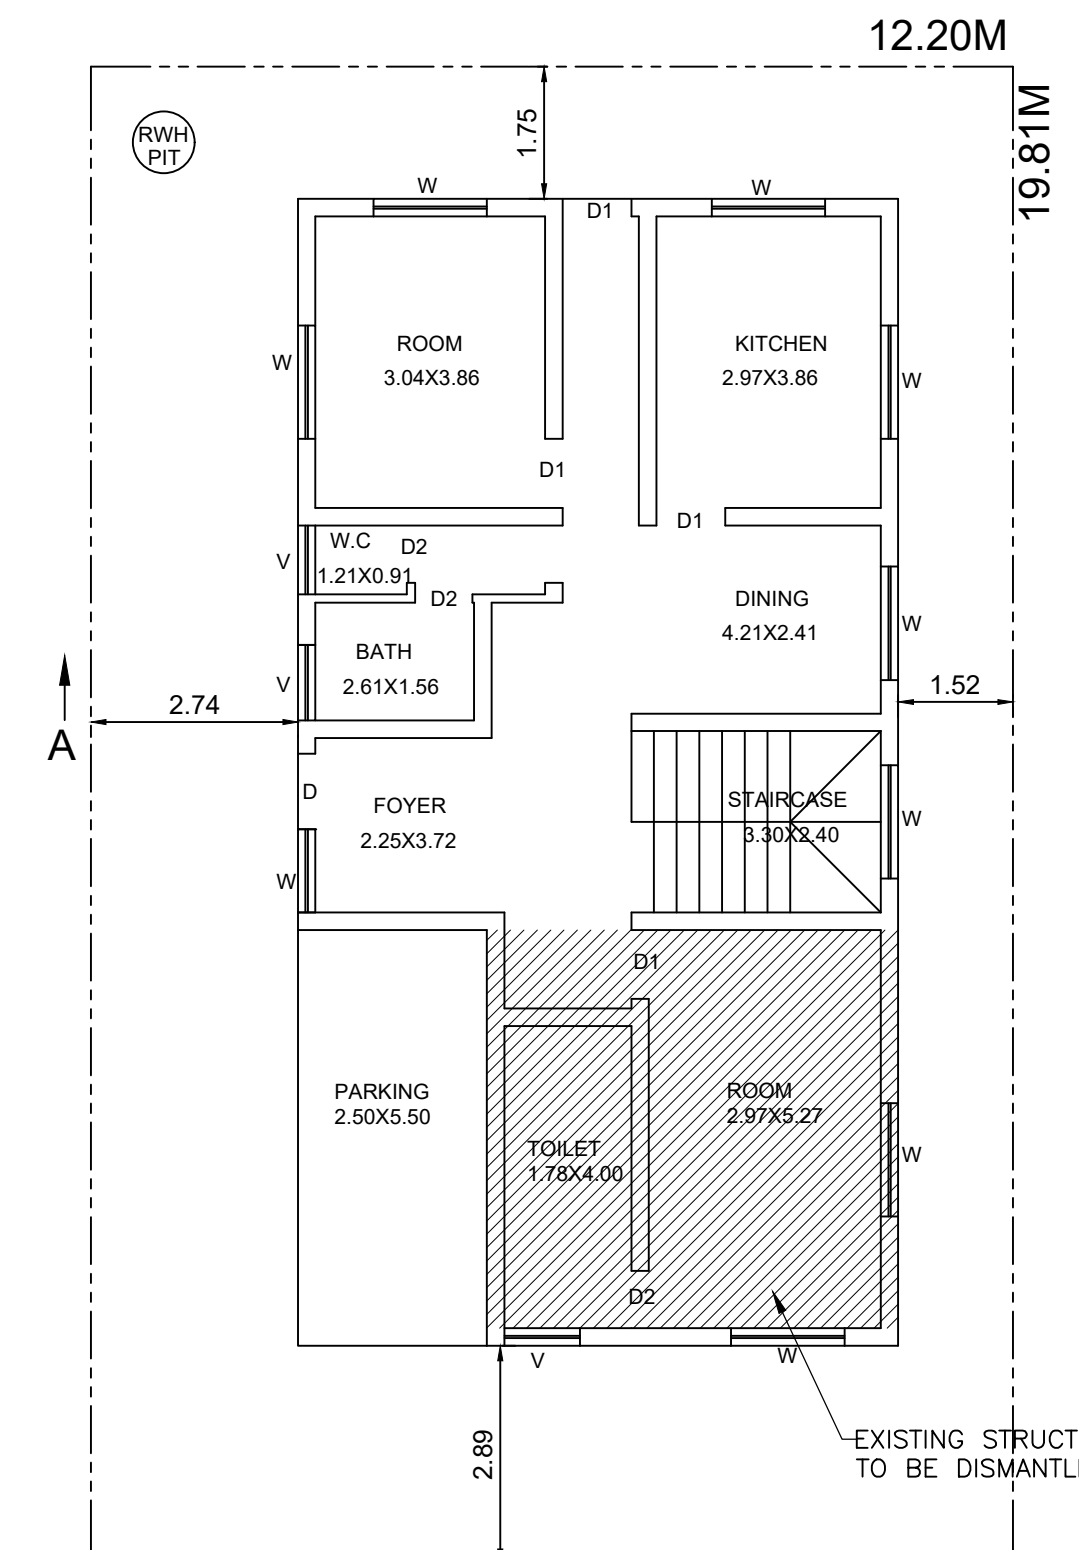 12.20M
19.81M
RWH
PIT
1.75
W
W
D1
ROOM
3.04X3.86
KITCHEN
2.97X3.86
W
W
D1
D1
W.C
D2
1.21X0.91
V
D2
DINING
4.21X2.41
W
BATH
2.61X1.56
V
2.74
1.52
A
D
FOYER
2.25X3.72
STAIRCASE
3.30X2.40
W
W
D1
PARKING
2.50X5.50
ROOM
2.97X5.27
TOILET
1.78X4.00
W
D2
V
W
2.89
EXISTING STRUCT
TO BE DISMANTL